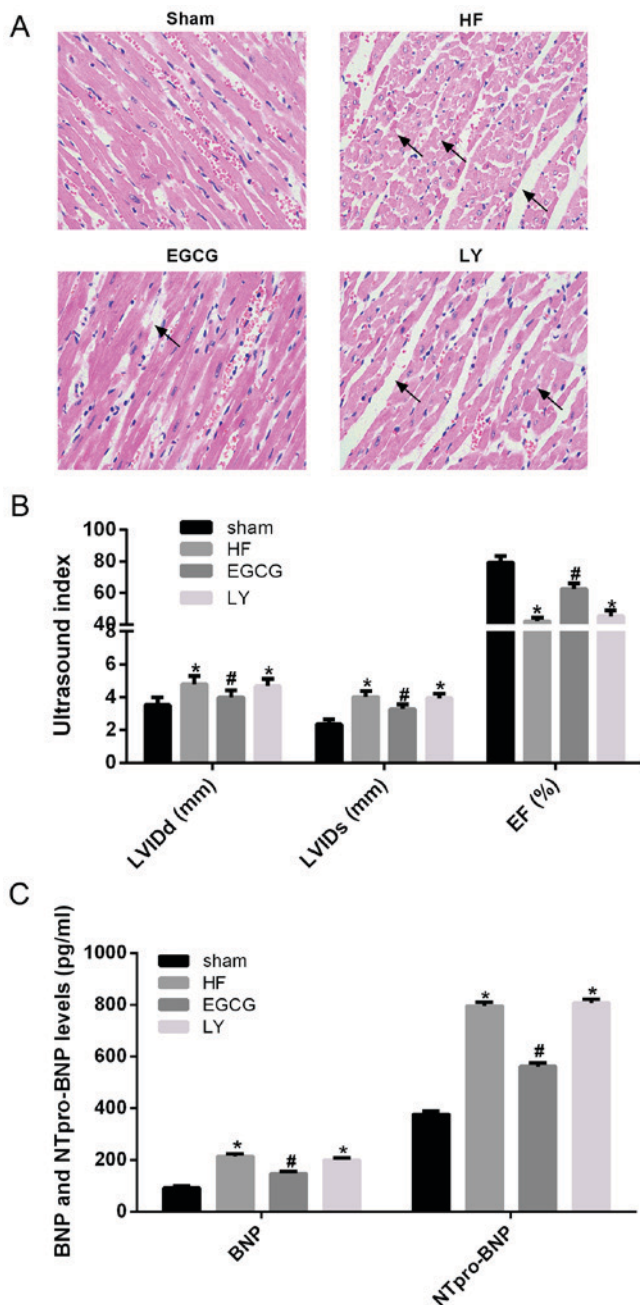 A
Sham
HF
EGCG
LY
B
Ultrasound index
100
80
60
40
8
6
4
2
0
sham
HF
EGCG
LY
* # *
* # *
* # *
LVIDd (mm)
LVIDs (mm)
EF (%)
C
BNP and NTpro-BNP levels (pg/ml)
1000
800
600
400
200
0
sham
HF
EGCG
LY
* # *
* # *
BNP
NTpro-BNP